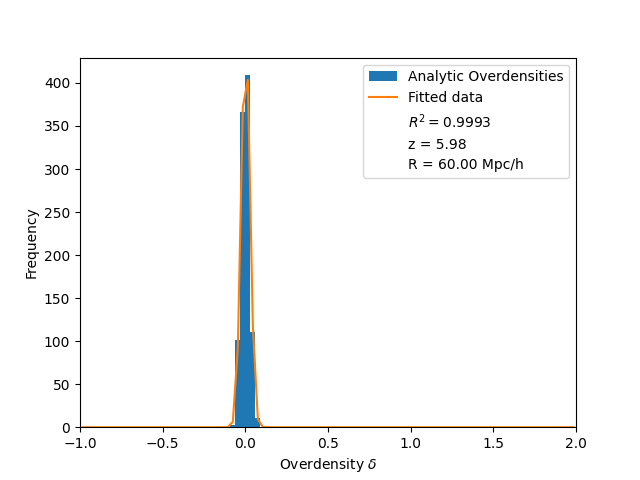 Analytic Overdensities
Fitted data
$R^2 = 0.9993$
z = 5.98
R = 60.00 Mpc/h
400
350
300
250
200
150
100
50
0
Frequency
−1.0 −0.5 0.0 0.5 1.0 1.5 2.0
Overdensity δ